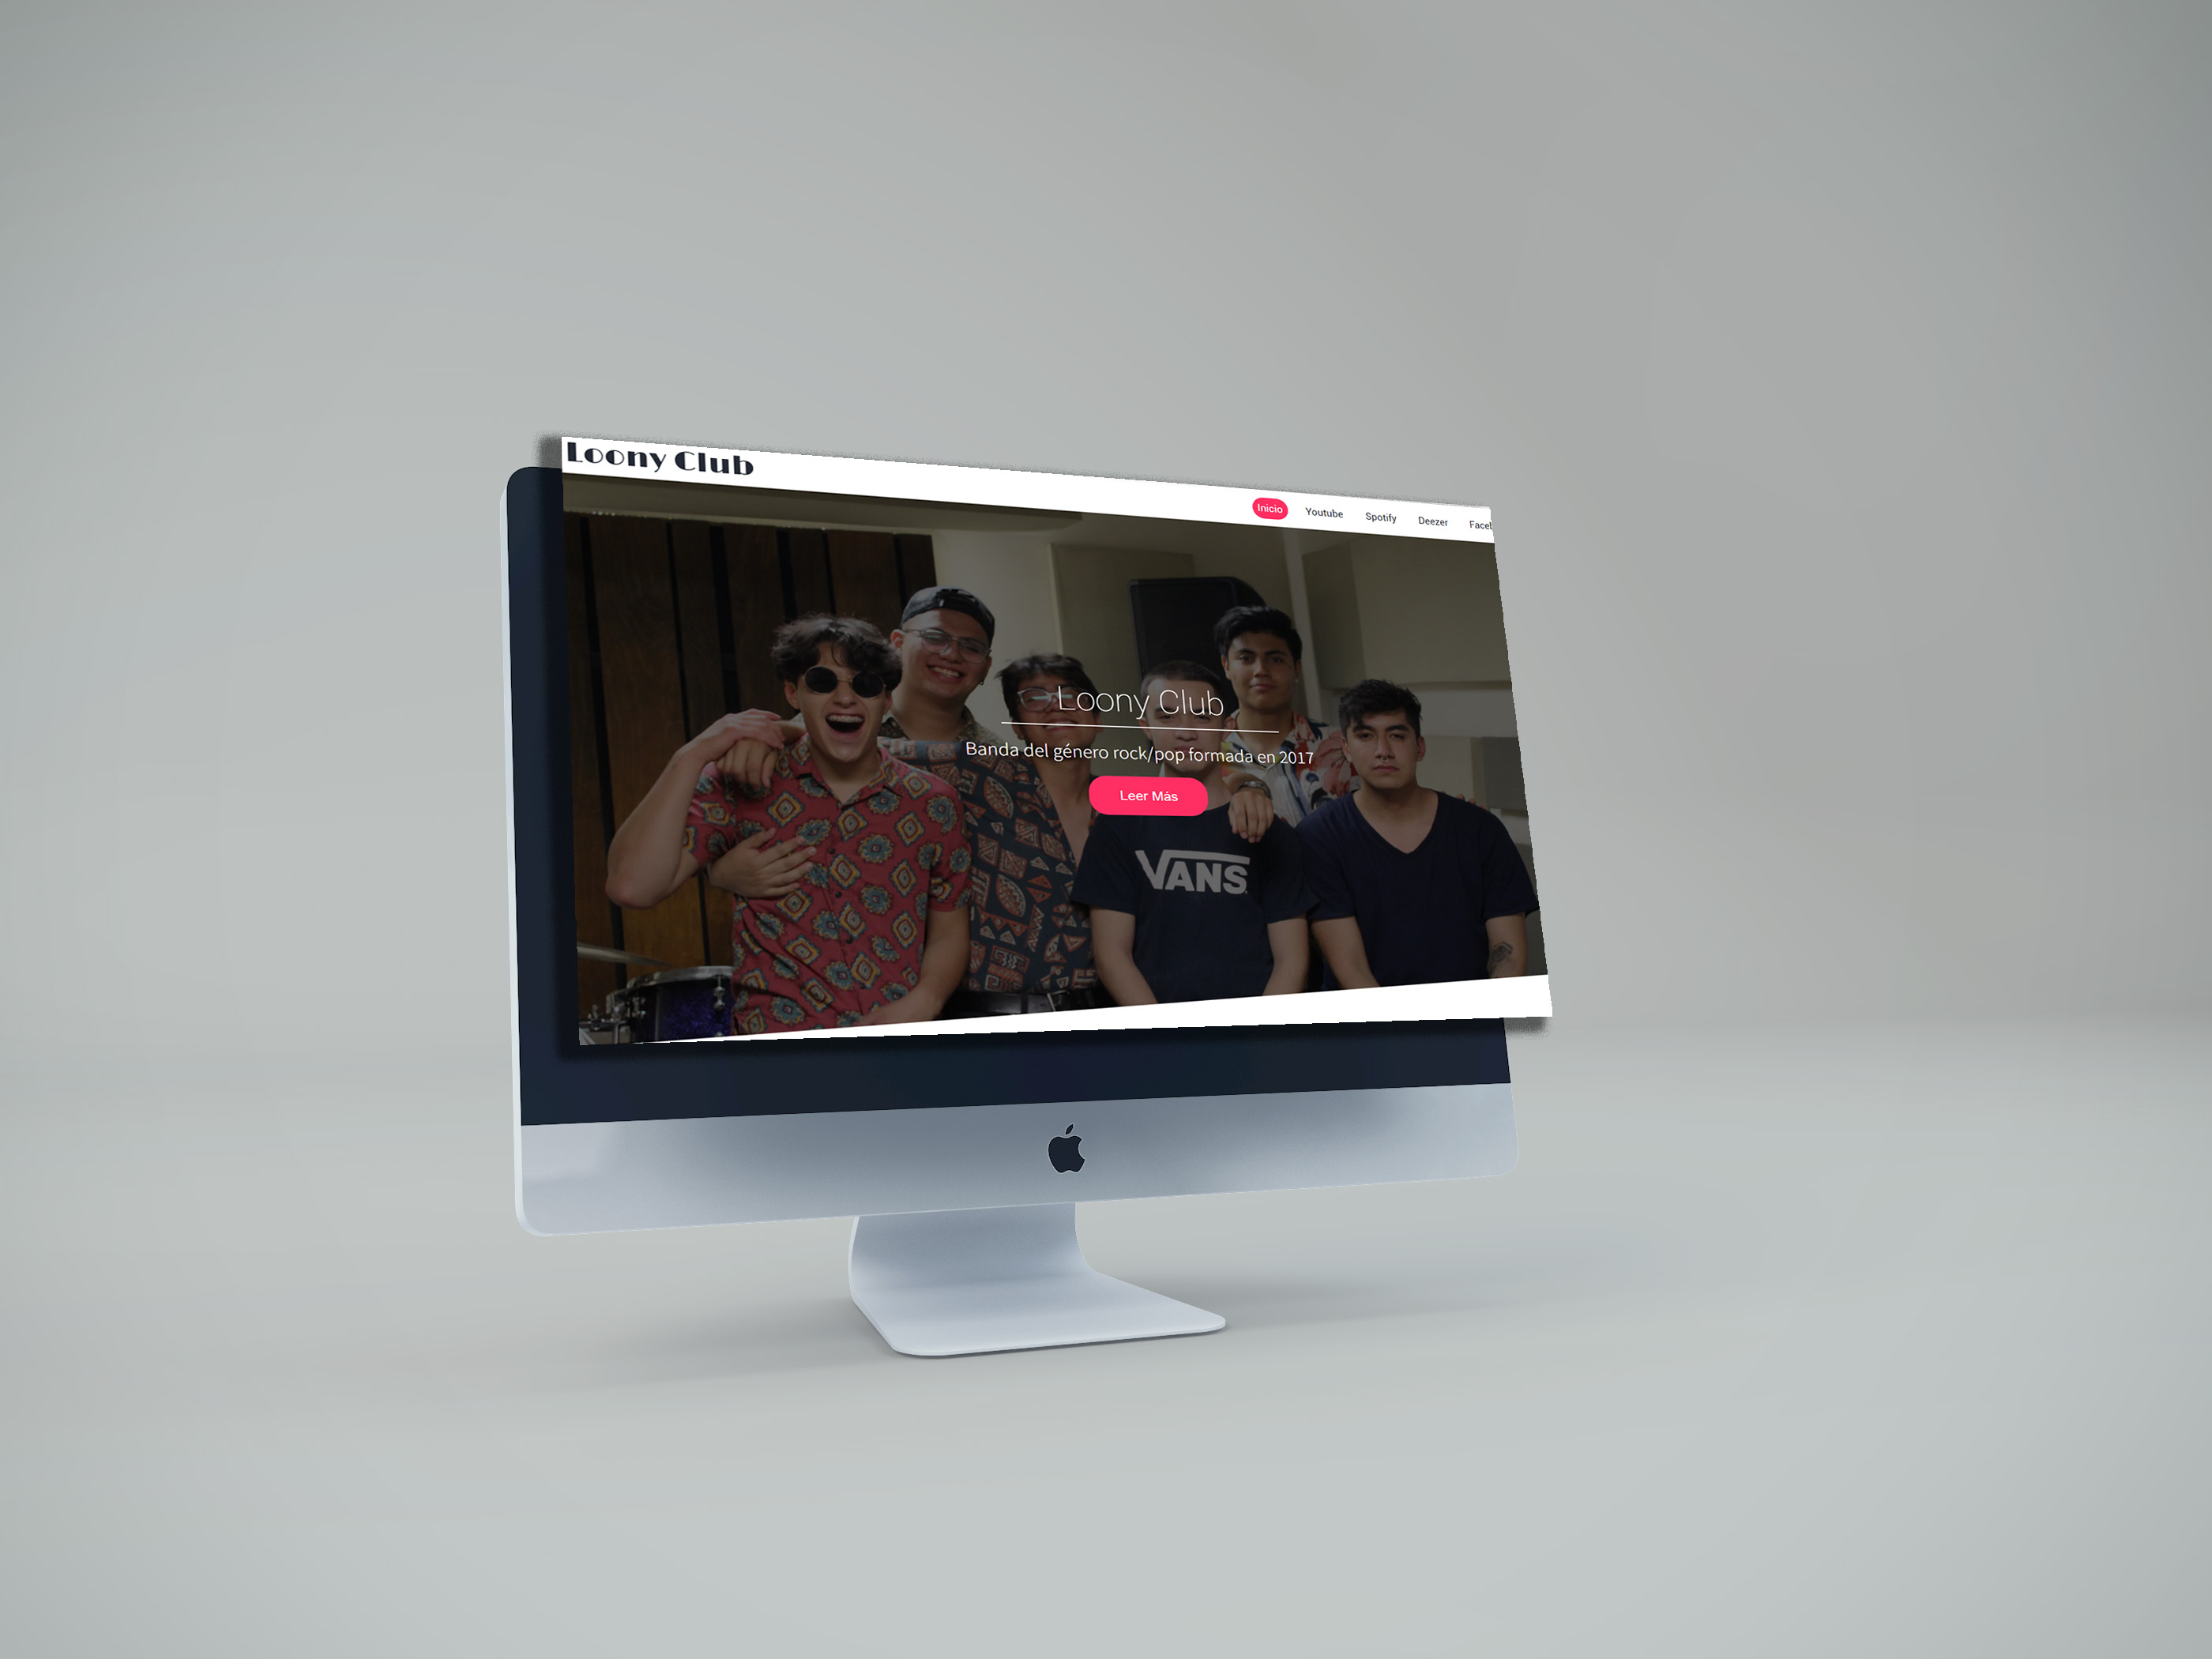 Loony Club
Inicio Youtube Spotify Deezer Faceb
Loony Club
Banda del género rock/pop formada en 2017
Leer Más
VANS